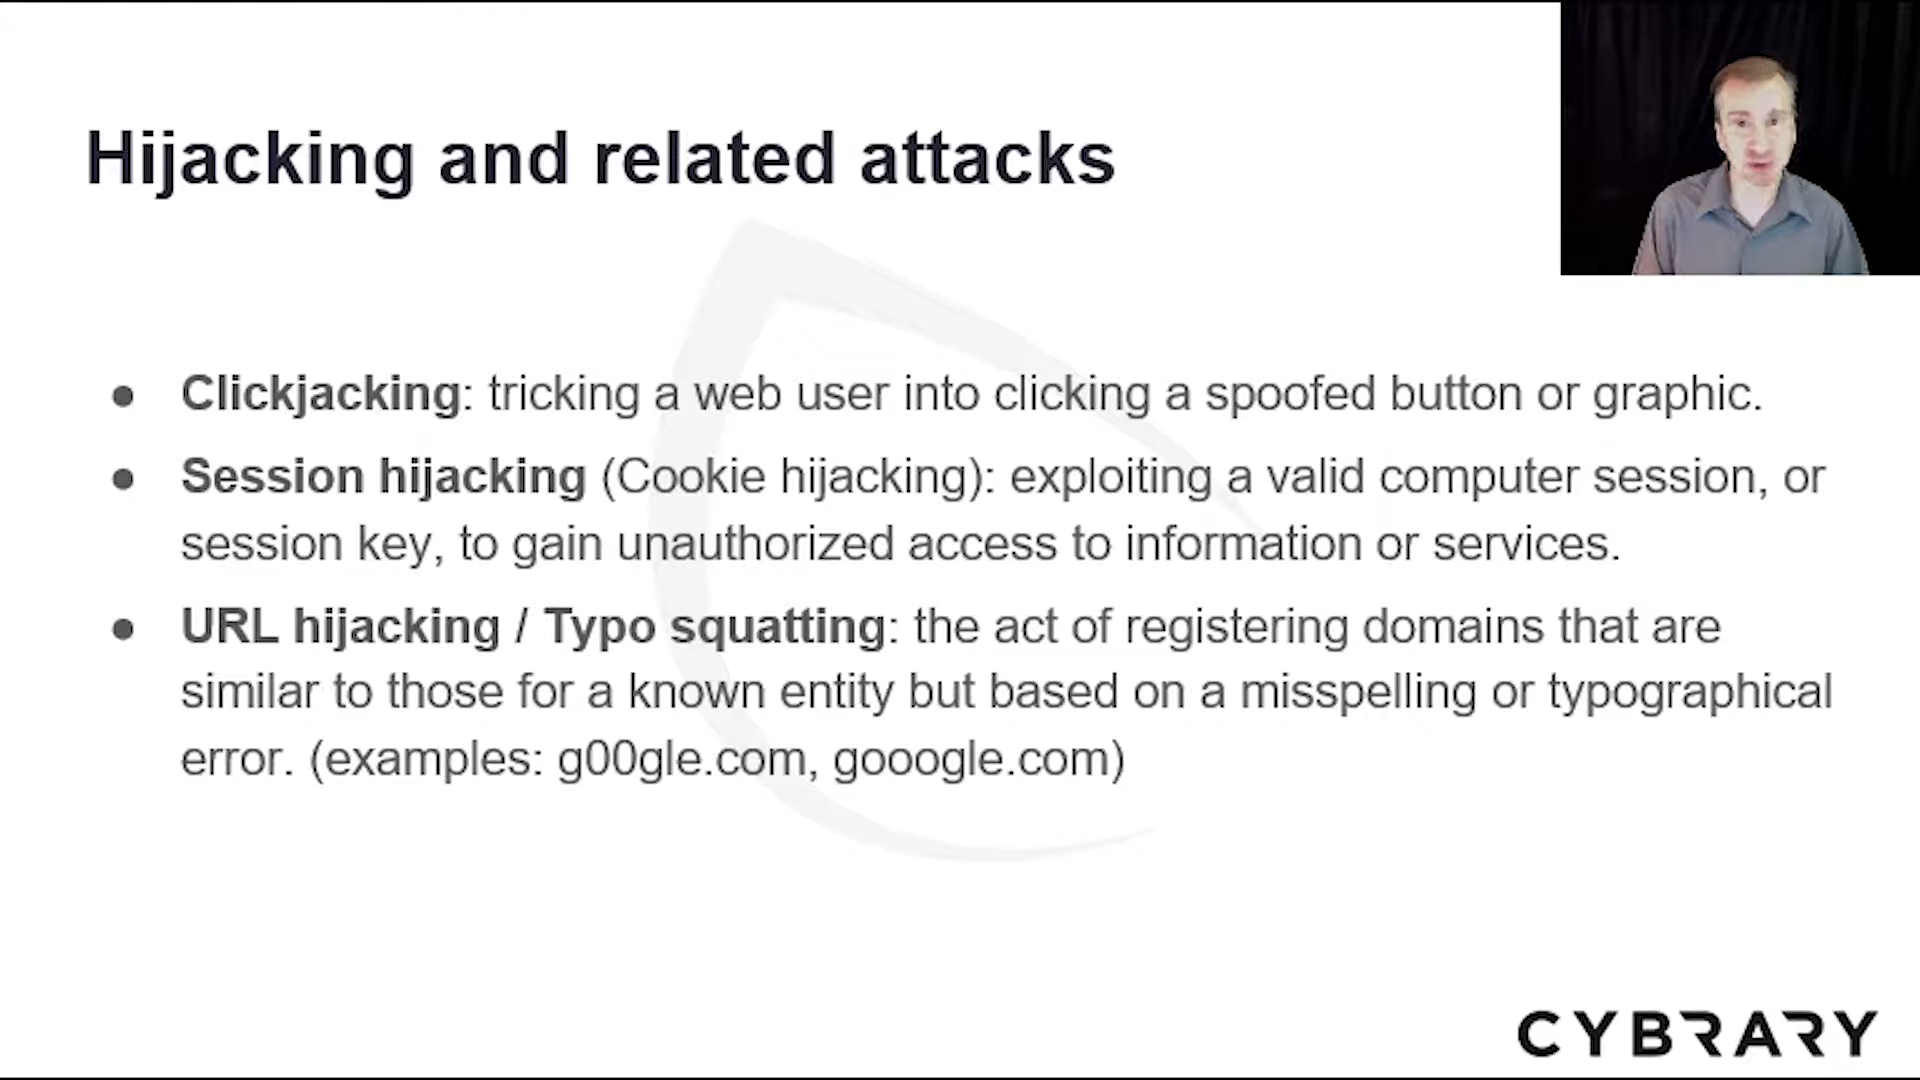 Hijacking and related attacks
● Clickjacking: tricking a web user into clicking a spoofed button or graphic.
● Session hijacking (Cookie hijacking): exploiting a valid computer session, or
session key, to gain unauthorized access to information or services.
● URL hijacking / Typo squatting: the act of registering domains that are
similar to those for a known entity but based on a misspelling or typographical
error. (examples: g00gle.com, gooogle.com)
CYBRARY